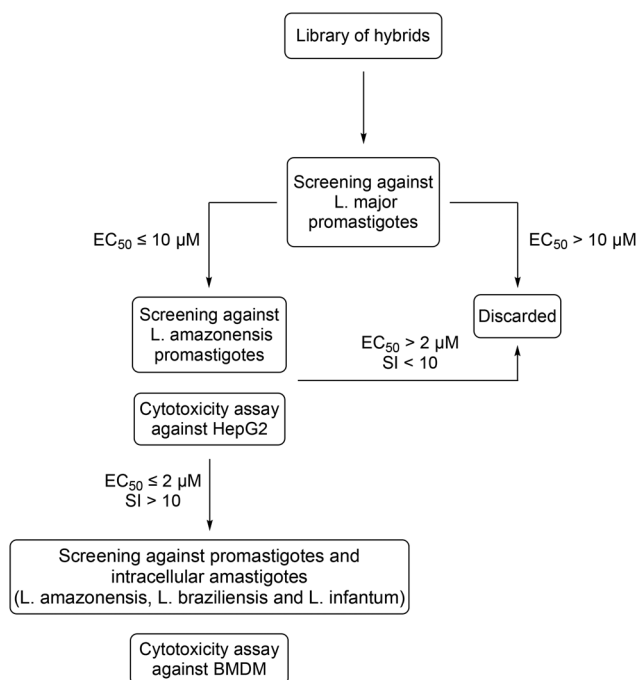 Library of hybrids
Screening against
L. major
promastigotes
EC₅₀ ≤ 10 µM
EC₅₀ > 10 µM
Screening against
L. amazonensis
promastigotes
Discarded
EC₅₀ > 2 µM
SI < 10
Cytotoxicity assay
against HepG2
EC₅₀ ≤ 2 µM
SI > 10
Screening against promastigotes and
intracellular amastigotes
(L. amazonensis, L. braziliensis and L. infantum)
Cytotoxicity assay
against BMDM